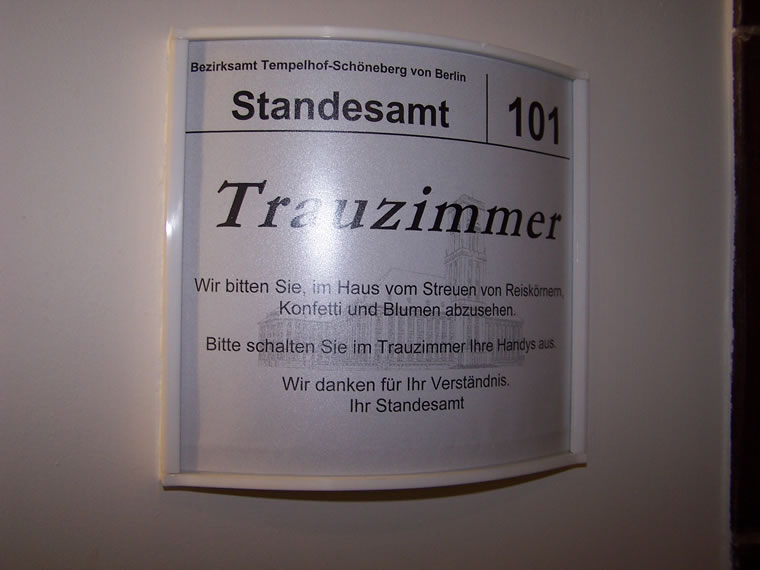 Bezirksamt Tempelhof-Schöneberg von Berlin
Standesamt
101
Trauzimmer
Wir bitten Sie, im Haus vom Streuen von Reiskörnern,
Konfetti und Blumen abzusehen.
Bitte schalten Sie im Trauzimmer Ihre Handys aus.
Wir danken für Ihr Verständnis.
Ihr Standesamt